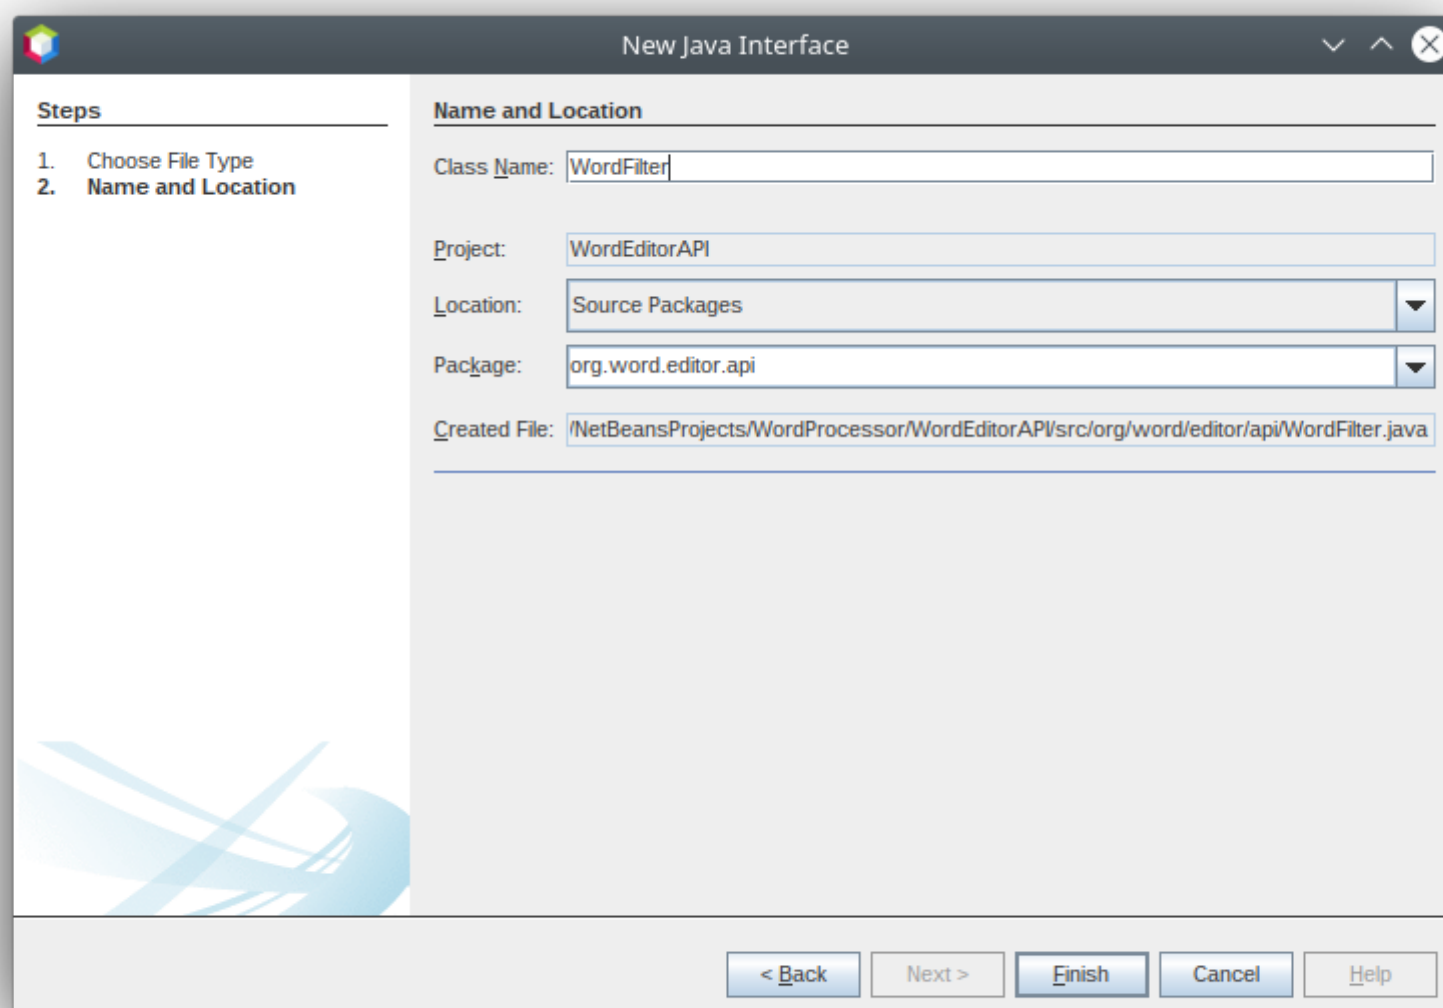 New Java Interface
Steps
1. Choose File Type
2. Name and Location
Name and Location
Class Name: WordFilter
Project: WordEditorAPI
Location: Source Packages
Package: org.word.editor.api
Created File: /NetBeansProjects/WordProcessor/WordEditorAPI/src/org/word/editor/api/WordFilter.java
< Back Next > Finish Cancel Help